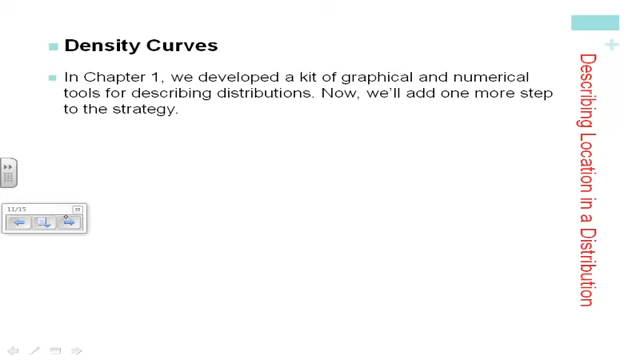 Density Curves
In Chapter 1, we developed a kit of graphical and numerical
tools for describing distributions. Now, we'll add one more step
to the strategy.
+
Describing Location in a Distribution
11/15